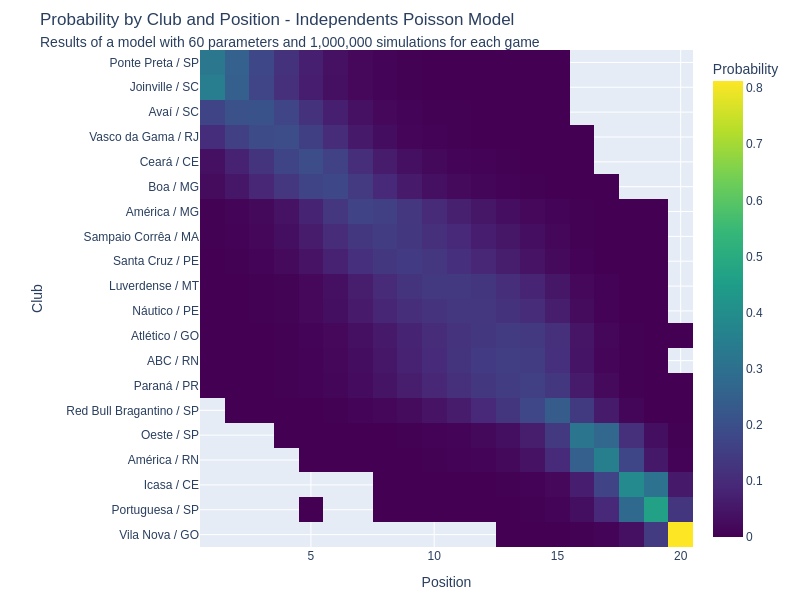 Probability by Club and Position - Independents Poisson Model
Results of a model with 60 parameters and 1,000,000 simulations for each game
Probability
Club
Ponte Preta / SP
Joinville / SC
Avaí / SC
Vasco da Gama / RJ
Ceará / CE
Boa / MG
América / MG
Sampaio Corrêa / MA
Santa Cruz / PE
Luverdense / MT
Náutico / PE
Atlético / GO
ABC / RN
Paraná / PR
Red Bull Bragantino / SP
Oeste / SP
América / RN
Icasa / CE
Portuguesa / SP
Vila Nova / GO
0.8
0.7
0.6
0.5
0.4
0.3
0.2
0.1
0
5 10 15 20
Position